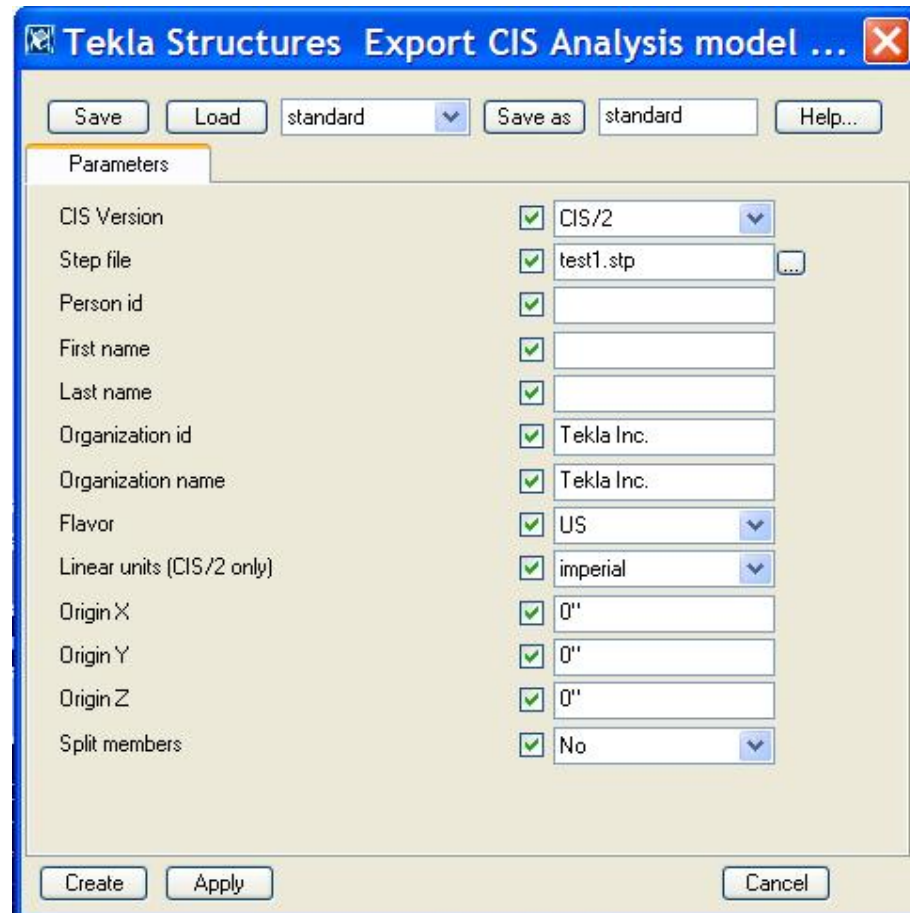 Tekla Structures Export CIS Analysis model ...
Save Load standard Save as standard Help...
Parameters
CIS Version CIS/2
Step file test1.stp ...
Person id
First name
Last name
Organization id Tekla Inc.
Organization name Tekla Inc.
Flavor US
Linear units (CIS/2 only) imperial
Origin X 0"
Origin Y 0"
Origin Z 0"
Split members No
Create Apply Cancel